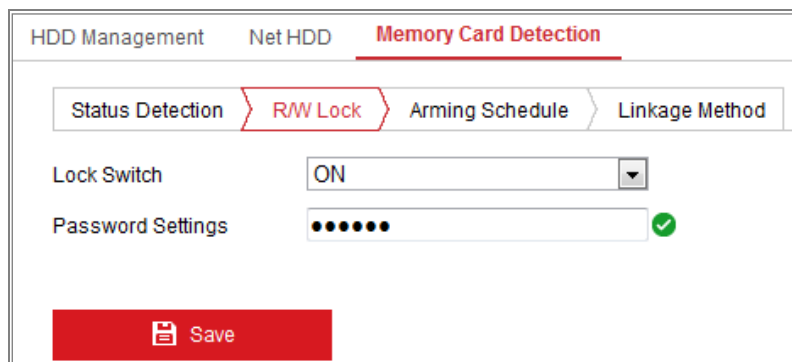 HDD Management Net HDD Memory Card Detection
Status Detection R/W Lock Arming Schedule Linkage Method
Lock Switch ON
Password Settings ••••••
Save